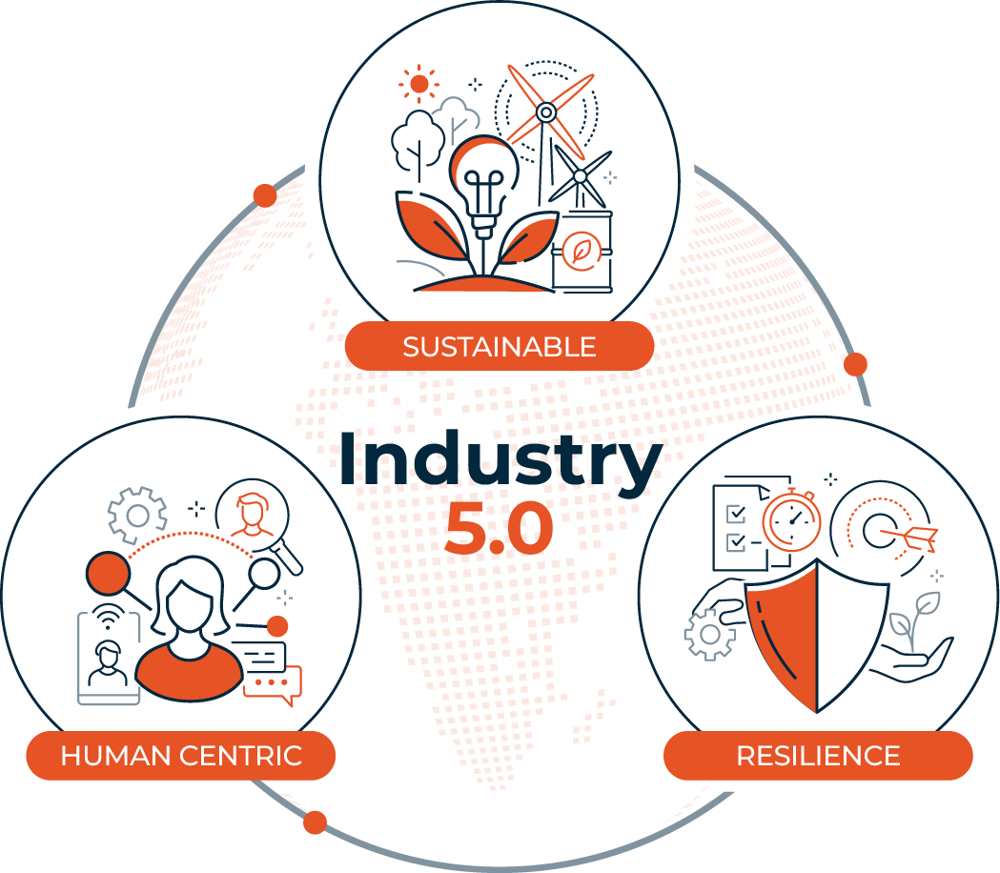 SUSTAINABLE
Industry
5.0
HUMAN CENTRIC
RESILIENCE